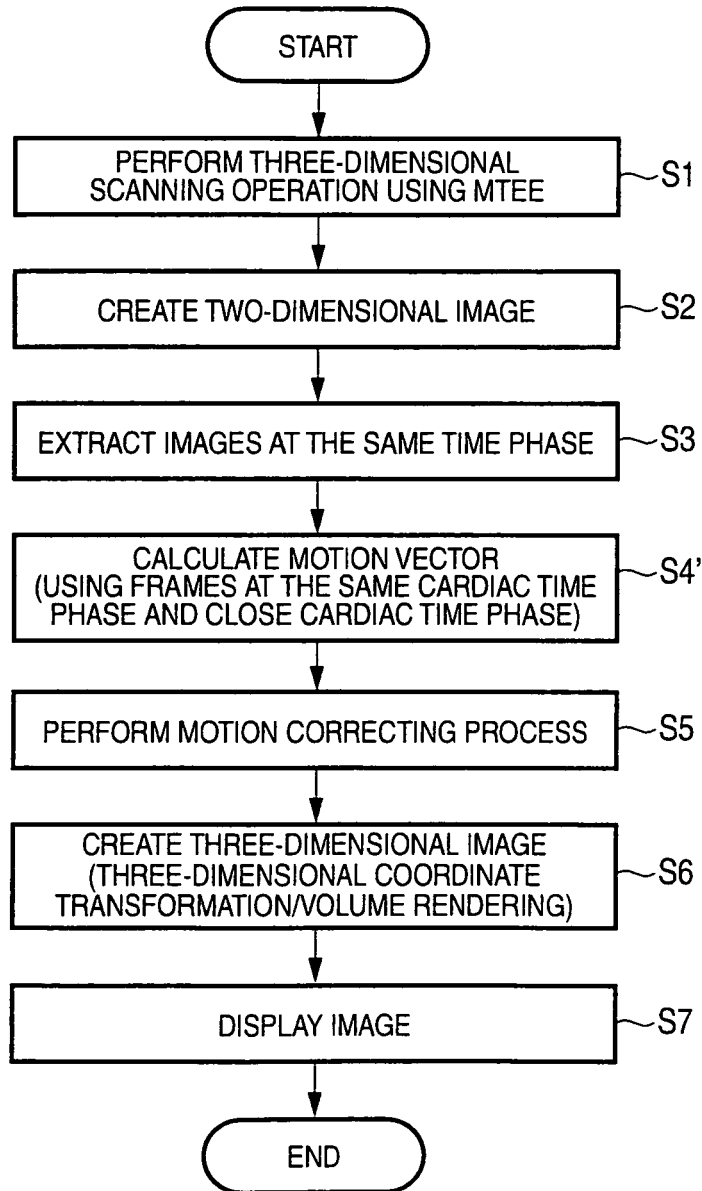 START
PERFORM THREE-DIMENSIONAL
SCANNING OPERATION USING MTEE
S1
CREATE TWO-DIMENSIONAL IMAGE
S2
EXTRACT IMAGES AT THE SAME TIME PHASE
S3
CALCULATE MOTION VECTOR
(USING FRAMES AT THE SAME CARDIAC TIME
PHASE AND CLOSE CARDIAC TIME PHASE)
S4'
PERFORM MOTION CORRECTING PROCESS
S5
CREATE THREE-DIMENSIONAL IMAGE
(THREE-DIMENSIONAL COORDINATE
TRANSFORMATION/VOLUME RENDERING)
S6
DISPLAY IMAGE
S7
END